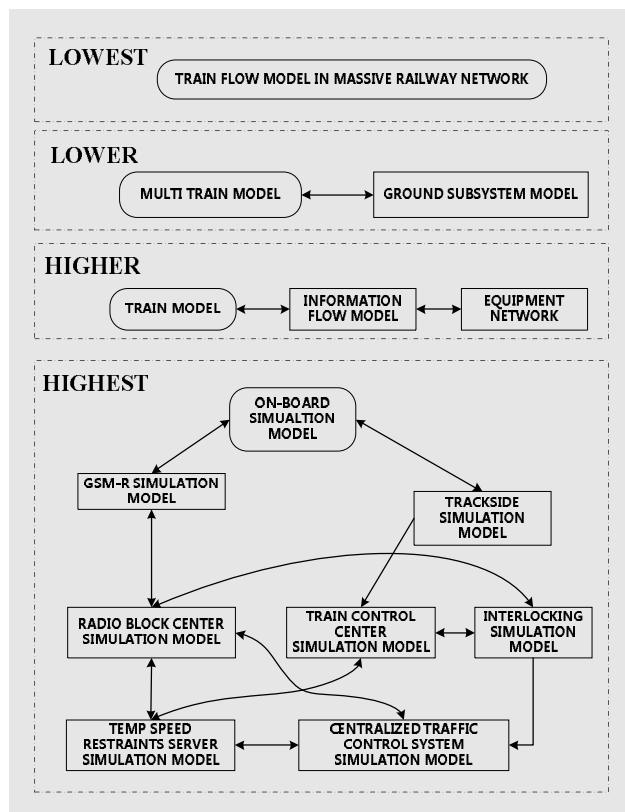 LOWEST
TRAIN FLOW MODEL IN MASSIVE RAILWAY NETWORK
LOWER
MULTI TRAIN MODEL
GROUND SUBSYSTEM MODEL
HIGHER
TRAIN MODEL
INFORMATION
FLOW MODEL
EQUIPMENT
NETWORK
HIGHEST
ON-BOARD
SIMUALTION
MODEL
GSM-R SIMULATION
MODEL
TRACKSIDE
SIMULATION
MODEL
RADIO BLOCK CENTER
SIMULATION MODEL
TRAIN CONTROL
CENTER
SIMULATION MODEL
INTERLOCKING
SIMULATION
MODEL
TEMP SPEED
RESTRAINTS SERVER
SIMULATION MODEL
CENTRALIZED TRAFFIC
CONTROL SYSTEM
SIMULATION MODEL